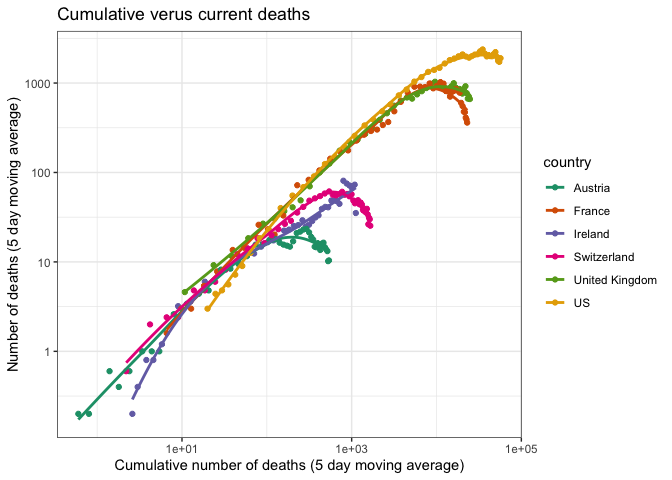 Cumulative verus current deaths
Number of deaths (5 day moving average)
1000
100
10
1
1e+01
1e+03
1e+05
Cumulative number of deaths (5 day moving average)
country
Austria
France
Ireland
Switzerland
United Kingdom
US